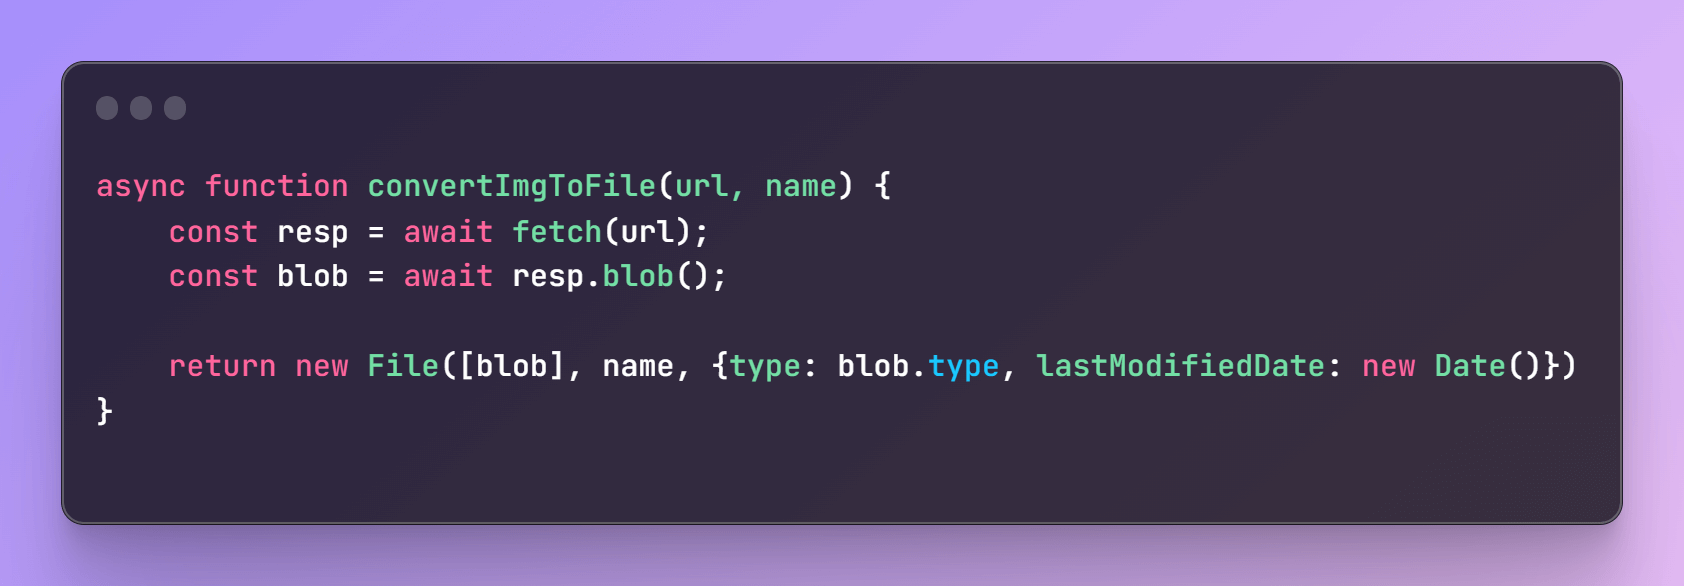 async function convertImgToFile(url, name) {
    const resp = await fetch(url);
    const blob = await resp.blob();

    return new File([blob], name, {type: blob.type, lastModifiedDate: new Date()})
}